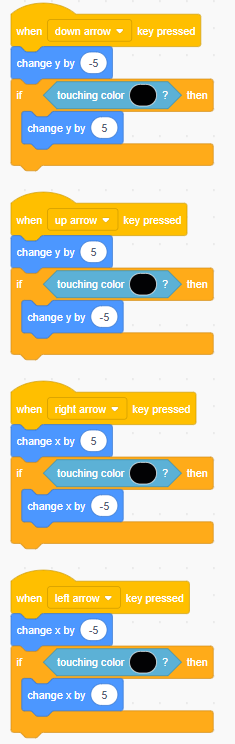 when down arrow key pressed
change y by -5
if touching color ? then
change y by 5
when up arrow key pressed
change y by 5
if touching color ? then
change y by -5
when right arrow key pressed
change x by 5
if touching color ? then
change x by -5
when left arrow key pressed
change x by -5
if touching color ? then
change x by 5